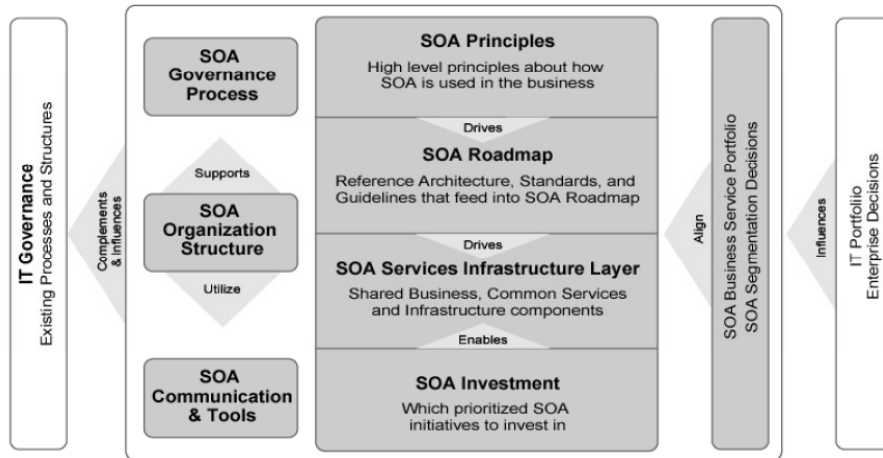 IT Governance
Existing Processes and Structures
Complements
& Influences
SOA
Governance
Process
Supports
SOA
Organization
Structure
Utilize
SOA
Communication
& Tools
SOA Principles
High level principles about how
SOA is used in the business
Drives
SOA Roadmap
Reference Architecture, Standards, and
Guidelines that feed into SOA Roadmap
Drives
SOA Services Infrastructure Layer
Shared Business, Common Services
and Infrastructure components
Enables
SOA Investment
Which prioritized SOA
initiatives to invest in
Align
SOA Business Service Portfolio
SOA Segmentation Decisions
Influences
IT Portfoliio
Enterprise Decisions